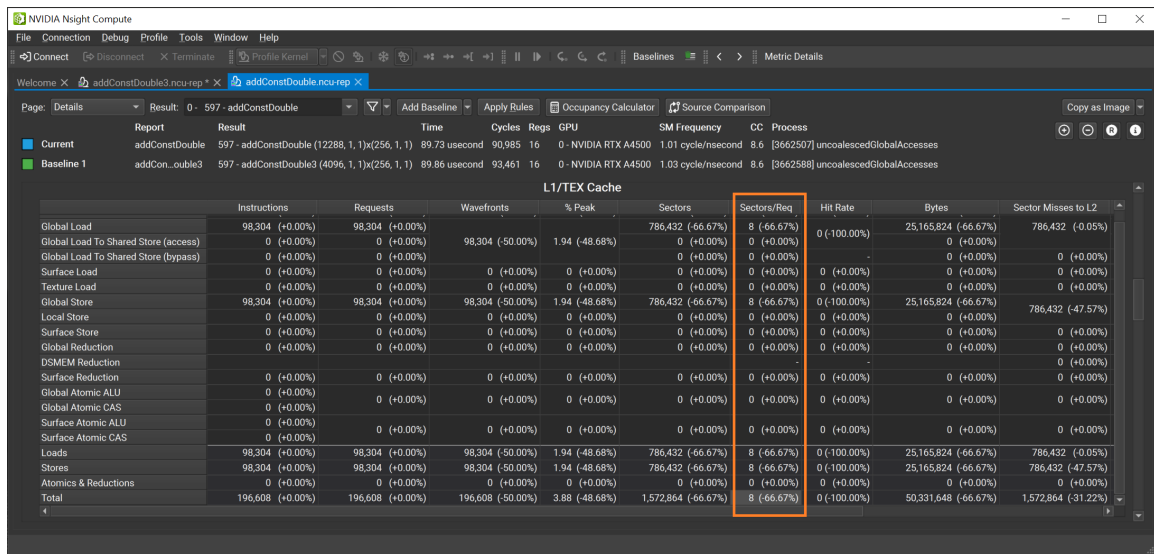 NVIDIA Nsight Compute
File Connection Debug Profile Tools Window Help
Connect Disconnect Terminate Profile Kernel Baselines Metric Details
Welcome addConstDouble3.ncu-rep * addConstDouble.ncu-rep
Page: Details Result: 0 - 597 - addConstDouble Add Baseline Apply Rules Occupancy Calculator Source Comparison Copy as Image
Report Result Time Cycles Regs GPU SM Frequency CC Process
Current addConstDouble 597 - addConstDouble (12288, 1, 1)x(256, 1, 1) 89.73 usecond 90,985 16 0 - NVIDIA RTX A4500 1.01 cycle/nsecond 8.6 [3662507] uncoalescedGlobalAccesses
Baseline 1 addCon...ouble3 597 - addConstDouble3 (4096, 1, 1)x(256, 1, 1) 89.86 usecond 93,461 16 0 - NVIDIA RTX A4500 1.03 cycle/nsecond 8.6 [3662588] uncoalescedGlobalAccesses
L1/TEX Cache
Instructions Requests Wavefronts % Peak Sectors Sectors/Req Hit Rate Bytes Sector Misses to L2
Global Load 98,304 (+0.00%) 98,304 (+0.00%) 786,432 (-66.67%) 8 (-66.67%) 0 (-100.00%) 25,165,824 (-66.67%) 786,432 (-0.05%)
Global Load To Shared Store (access) 0 (+0.00%) 0 (+0.00%) 98,304 (-50.00%) 1.94 (-48.68%) 0 (+0.00%) 0 (+0.00%) 0 (+0.00%)
Global Load To Shared Store (bypass) 0 (+0.00%) 0 (+0.00%) 0 (+0.00%) 0 (+0.00%) - 0 (+0.00%) 0 (+0.00%)
Surface Load 0 (+0.00%) 0 (+0.00%) 0 (+0.00%) 0 (+0.00%) 0 (+0.00%) 0 (+0.00%) 0 (+0.00%) 0 (+0.00%) 0 (+0.00%)
Texture Load 0 (+0.00%) 0 (+0.00%) 0 (+0.00%) 0 (+0.00%) 0 (+0.00%) 0 (+0.00%) 0 (+0.00%) 0 (+0.00%) 0 (+0.00%)
Global Store 98,304 (+0.00%) 98,304 (+0.00%) 98,304 (-50.00%) 1.94 (-48.68%) 786,432 (-66.67%) 8 (-66.67%) 0 (-100.00%) 25,165,824 (-66.67%) 786,432 (-47.57%)
Local Store 0 (+0.00%) 0 (+0.00%) 0 (+0.00%) 0 (+0.00%) 0 (+0.00%) 0 (+0.00%) 0 (+0.00%) 0 (+0.00%)
Surface Store 0 (+0.00%) 0 (+0.00%) 0 (+0.00%) 0 (+0.00%) 0 (+0.00%) 0 (+0.00%) 0 (+0.00%) 0 (+0.00%) 0 (+0.00%)
Global Reduction 0 (+0.00%) 0 (+0.00%) 0 (+0.00%) 0 (+0.00%) 0 (+0.00%) 0 (+0.00%) 0 (+0.00%) 0 (+0.00%) 0 (+0.00%)
DSMEM Reduction - - 0 (+0.00%)
Surface Reduction 0 (+0.00%) 0 (+0.00%) 0 (+0.00%) 0 (+0.00%) 0 (+0.00%) 0 (+0.00%) 0 (+0.00%) 0 (+0.00%) 0 (+0.00%)
Global Atomic ALU 0 (+0.00%) 0 (+0.00%) 0 (+0.00%) 0 (+0.00%) 0 (+0.00%) 0 (+0.00%) 0 (+0.00%) 0 (+0.00%) 0 (+0.00%)
Global Atomic CAS 0 (+0.00%)
Surface Atomic ALU 0 (+0.00%) 0 (+0.00%) 0 (+0.00%) 0 (+0.00%) 0 (+0.00%) 0 (+0.00%) 0 (+0.00%) 0 (+0.00%) 0 (+0.00%)
Surface Atomic CAS 0 (+0.00%)
Loads 98,304 (+0.00%) 98,304 (+0.00%) 98,304 (-50.00%) 1.94 (-48.68%) 786,432 (-66.67%) 8 (-66.67%) 0 (-100.00%) 25,165,824 (-66.67%) 786,432 (-0.05%)
Stores 98,304 (+0.00%) 98,304 (+0.00%) 98,304 (-50.00%) 1.94 (-48.68%) 786,432 (-66.67%) 8 (-66.67%) 0 (-100.00%) 25,165,824 (-66.67%) 786,432 (-47.57%)
Atomics & Reductions 0 (+0.00%) 0 (+0.00%) 0 (+0.00%) 0 (+0.00%) 0 (+0.00%) 0 (+0.00%) 0 (+0.00%) 0 (+0.00%) 0 (+0.00%)
Total 196,608 (+0.00%) 196,608 (+0.00%) 196,608 (-50.00%) 3.88 (-48.68%) 1,572,864 (-66.67%) 8 (-66.67%) 0 (-100.00%) 50,331,648 (-66.67%) 1,572,864 (-31.22%)